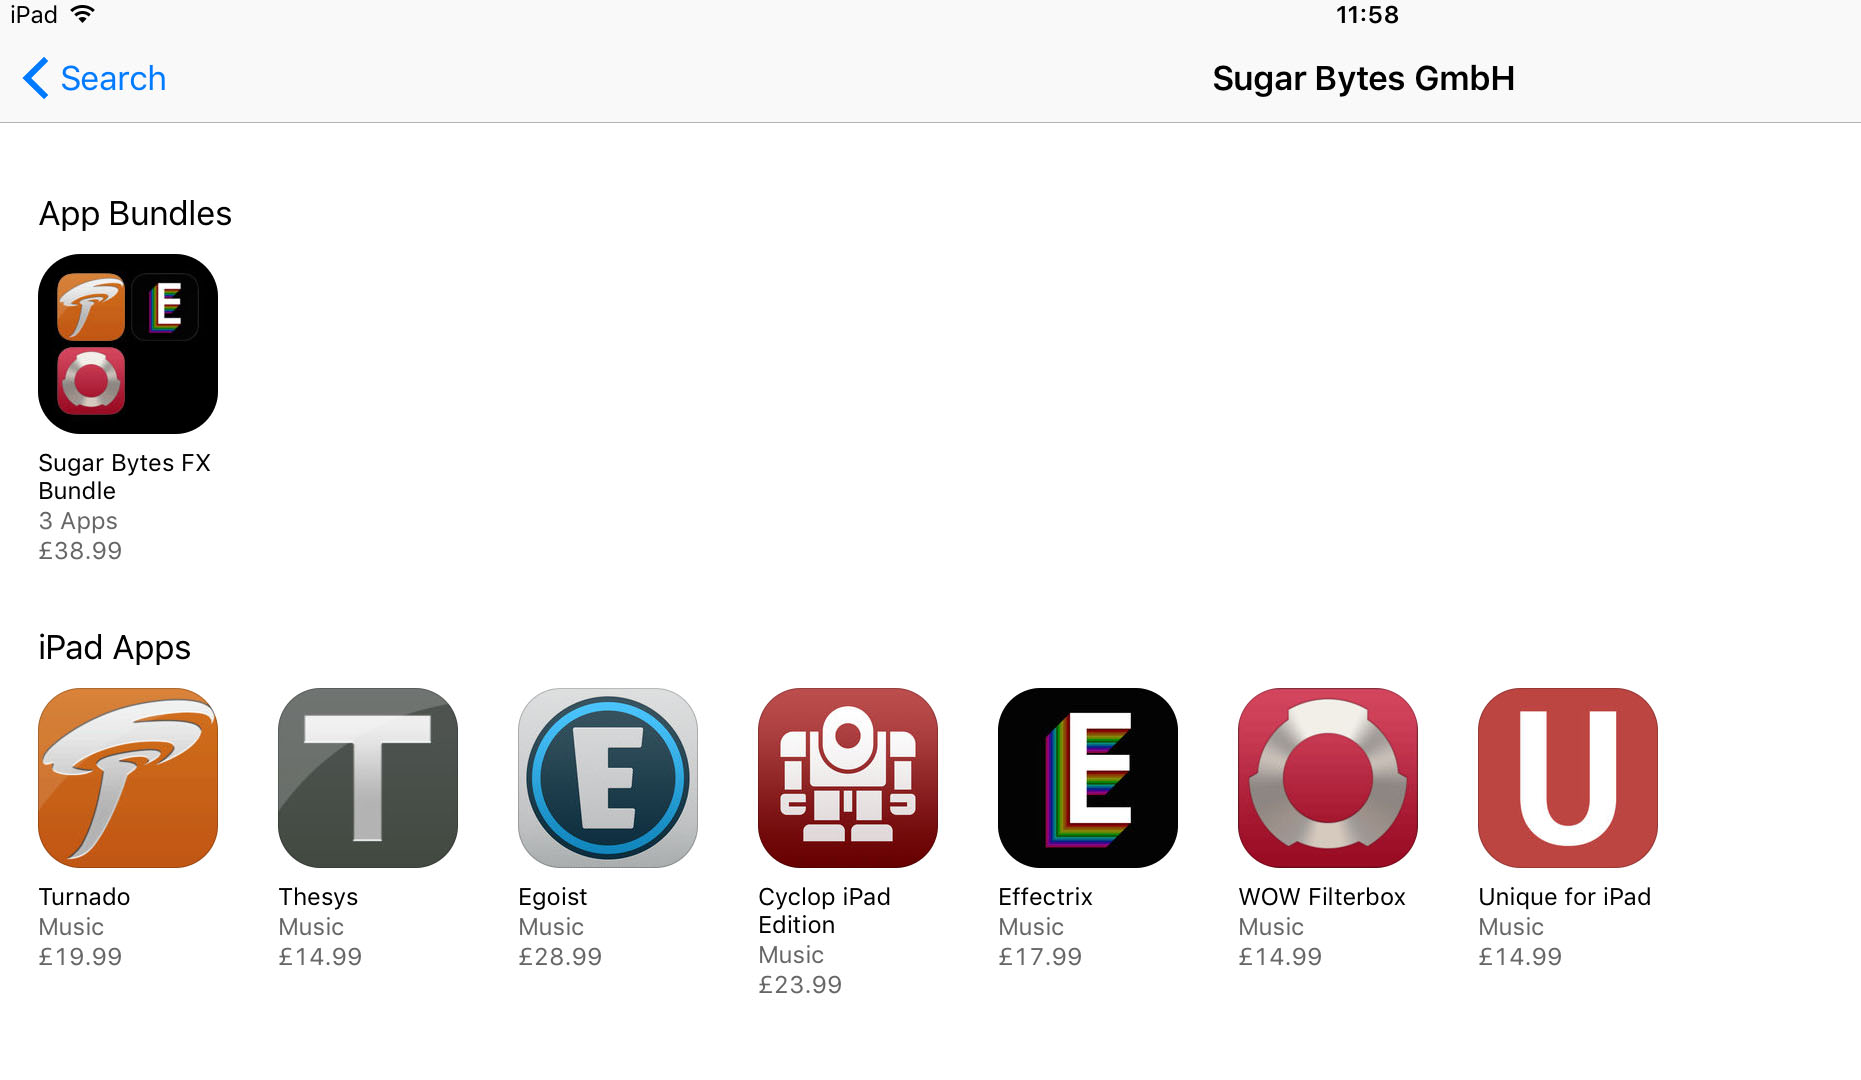 iPad 11:58
Search Sugar Bytes GmbH
App Bundles
E
Sugar Bytes FX
Bundle
3 Apps
£38.99
iPad Apps
T E E U
Turnado
Music
£19.99
Thesys
Music
£14.99
Egoist
Music
£28.99
Cyclop iPad
Edition
Music
£23.99
Effectrix
Music
£17.99
WOW Filterbox
Music
£14.99
Unique for iPad
Music
£14.99